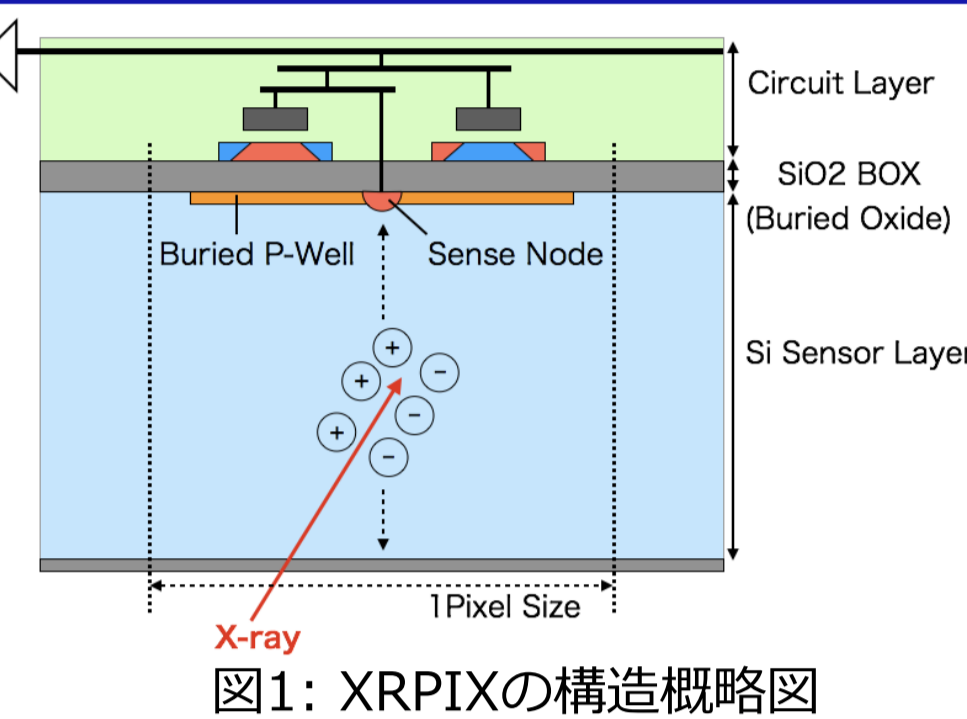 Circuit Layer
SiO2 BOX
(Buried Oxide)
Buried P-Well
Sense Node
Si Sensor Layer
+
+
-
-
+
-
1Pixel Size
X-ray
図1: XRPIXの構造概略図